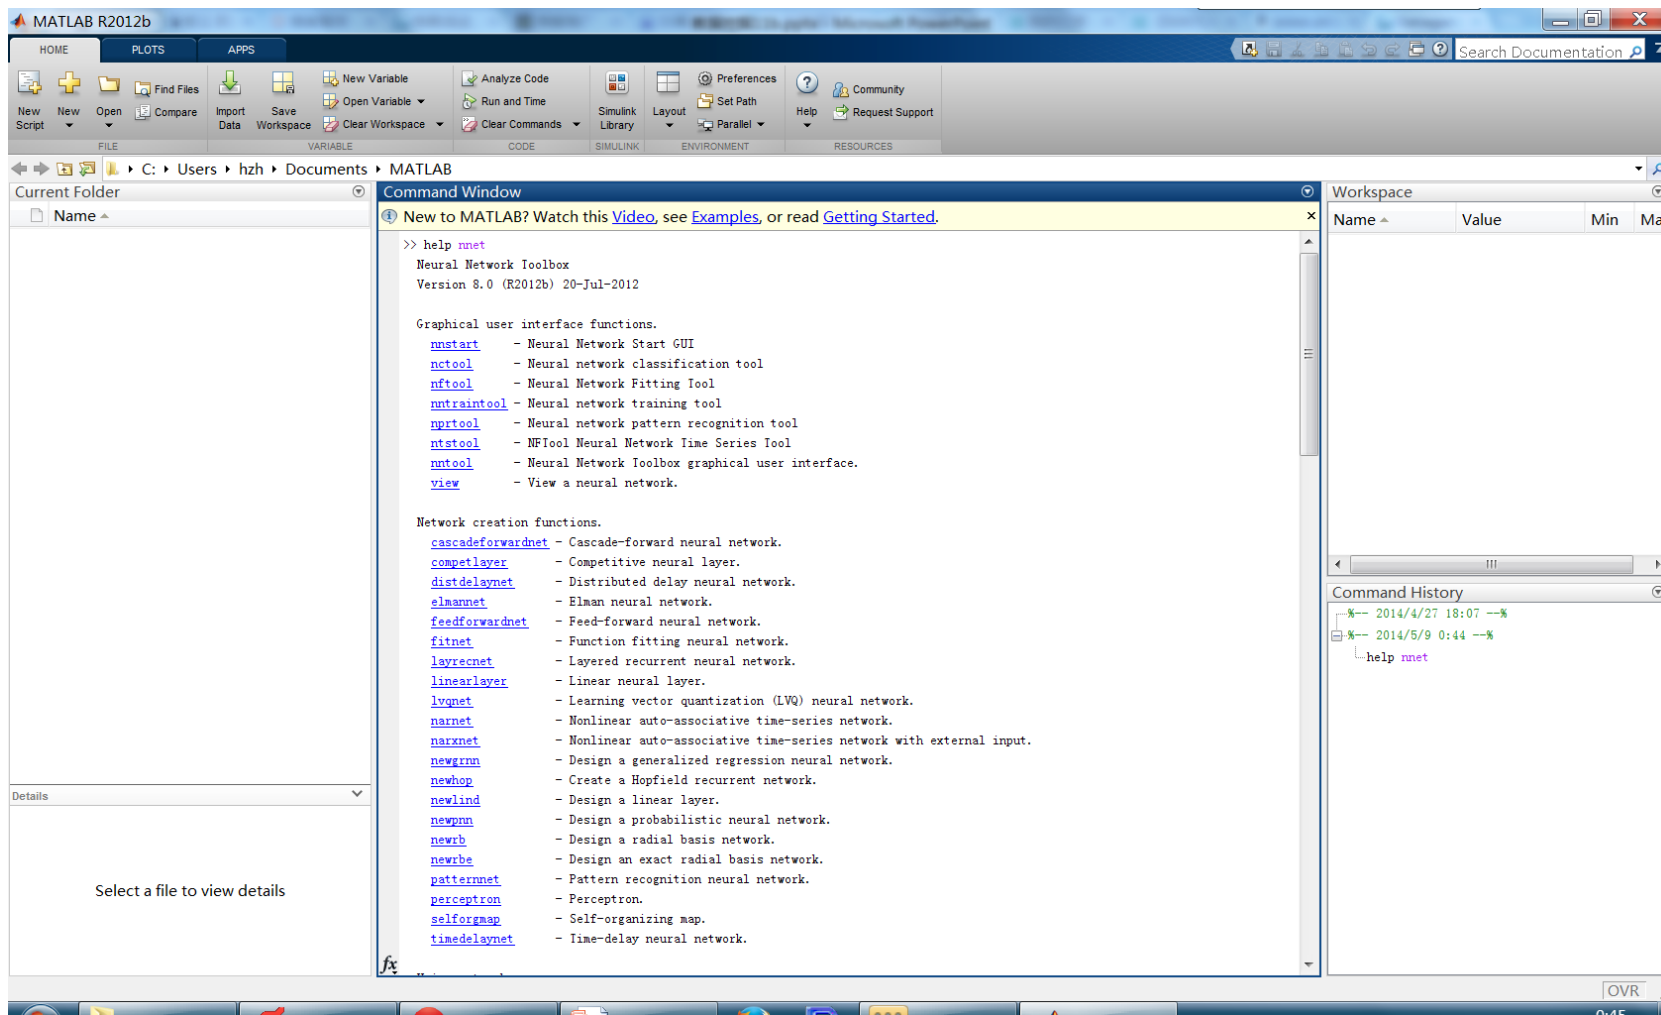 MATLAB R2012b
HOME PLOTS APPS
Search Documentation
New Script
New
Open
Find Files
Compare
Import Data
Save Workspace
New Variable
Open Variable
Clear Workspace
Analyze Code
Run and Time
Clear Commands
Simulink Library
Layout
Preferences
Set Path
Parallel
Help
Community
Request Support
FILE VARIABLE CODE SIMULINK ENVIRONMENT RESOURCES
C: Users hzh Documents MATLAB
Current Folder
Name
Details
Select a file to view details
Command Window
New to MATLAB? Watch this Video, see Examples, or read Getting Started.
>> help nnet
Neural Network Toolbox
Version 8.0 (R2012b) 20-Jul-2012
Graphical user interface functions.
nnstart - Neural Network Start GUI
nctool - Neural network classification tool
nftool - Neural Network Fitting Tool
nntraintool - Neural network training tool
nprtool - Neural network pattern recognition tool
ntstool - NFTool Neural Network Time Series Tool
nntool - Neural Network Toolbox graphical user interface.
view - View a neural network.
Network creation functions.
cascadeforwardnet - Cascade-forward neural network.
competlayer - Competitive neural layer.
distdelaynet - Distributed delay neural network.
elmannet - Elman neural network.
feedforwardnet - Feed-forward neural network.
fitnet - Function fitting neural network.
layrecnet - Layered recurrent neural network.
linearlayer - Linear neural layer.
lvqnet - Learning vector quantization (LVQ) neural network.
narnet - Nonlinear auto-associative time-series network.
narxnet - Nonlinear auto-associative time-series network with external input.
newgrnn - Design a generalized regression neural network.
newhop - Create a Hopfield recurrent network.
newlind - Design a linear layer.
newpnn - Design a probabilistic neural network.
newrb - Design a radial basis network.
newrbe - Design an exact radial basis network.
patternnet - Pattern recognition neural network.
perceptron - Perceptron.
selforgmap - Self-organizing map.
timedelaynet - Time-delay neural network.
fx
Workspace
Name Value Min Ma
Command History
%-- 2014/4/27 18:07 --%
%-- 2014/5/9 0:44 --%
help nnet
OVR
0:45